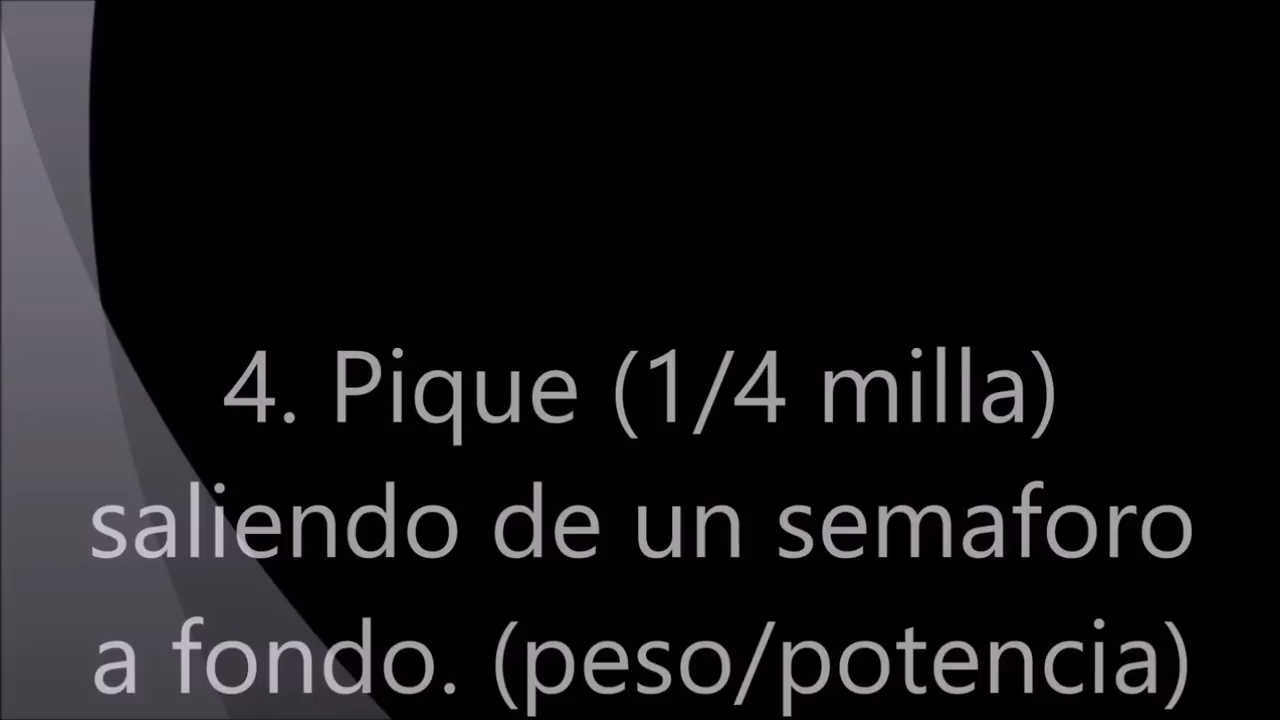 4. Pique (1/4 milla)
saliendo de un semaforo
a fondo. (peso/potencia)